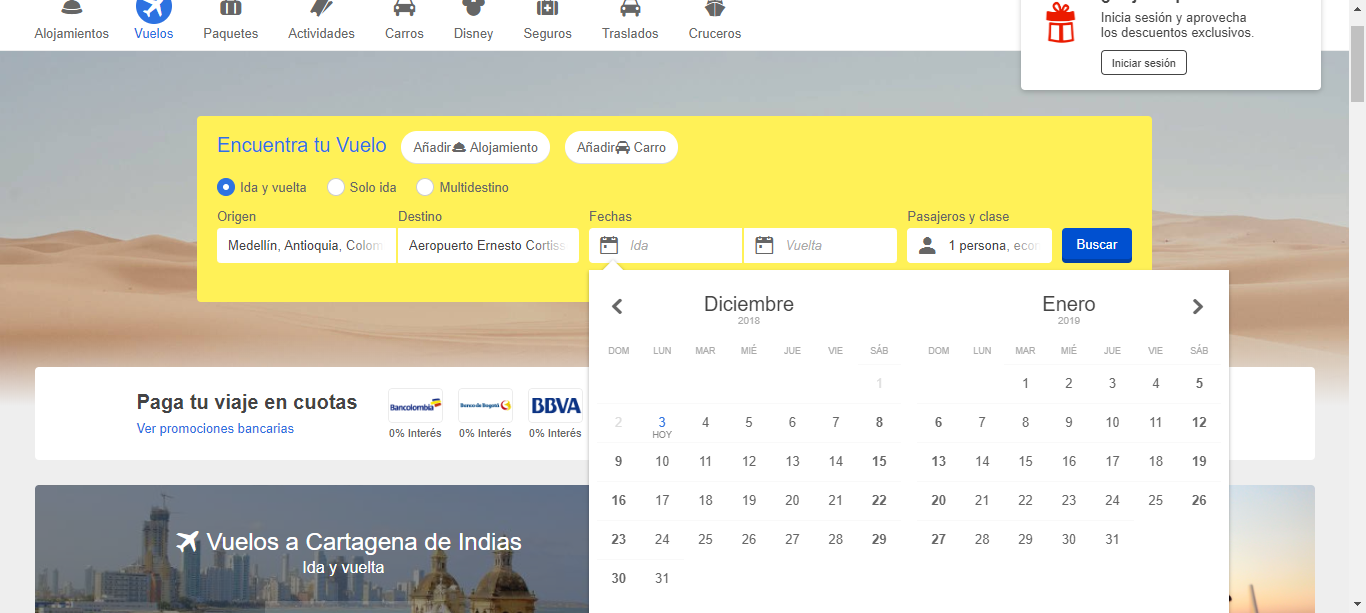 Alojamientos Vuelos Paquetes Actividades Carros Disney Seguros Traslados Cruceros
Inicia sesión y aprovecha
los descuentos exclusivos.
Iniciar sesión
Encuentra tu Vuelo Añadir Alojamiento Añadir Carro
Ida y vuelta Solo ida Multidestino
Origen Destino Fechas Pasajeros y clase
Medellín, Antioquia, Colom Aeropuerto Ernesto Cortiss Ida Vuelta 1 persona, econ Buscar
Diciembre Enero
2018 2019
DOM LUN MAR MIÉ JUE VIE SÁB DOM LUN MAR MIÉ JUE VIE SÁB
1 1 2 3 4 5
2 3 4 5 6 7 8 6 7 8 9 10 11 12
HOY
9 10 11 12 13 14 15 13 14 15 16 17 18 19
16 17 18 19 20 21 22 20 21 22 23 24 25 26
23 24 25 26 27 28 29 27 28 29 30 31
30 31
Paga tu viaje en cuotas
Ver promociones bancarias
Bancolombia Banco de Bogotá BBVA
0% Interés 0% Interés 0% Interés
Vuelos a Cartagena de Indias
Ida y vuelta